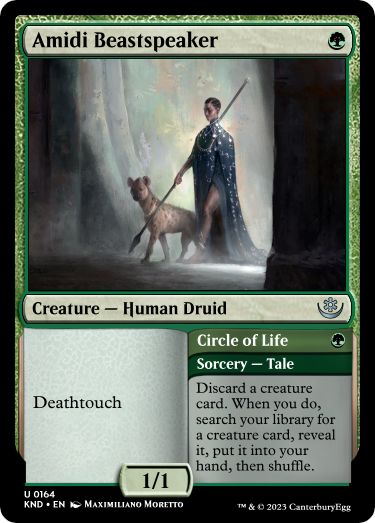 Amidi Beastspeaker
Creature — Human Druid
Deathtouch
Circle of Life
Sorcery — Tale
Discard a creature
card. When you do,
search your library for
a creature card, reveal
it, put it into your
hand, then shuffle.
1/1
U 0164
KND • EN Maximiliano Moretto
™ & © 2023 CanterburyEgg